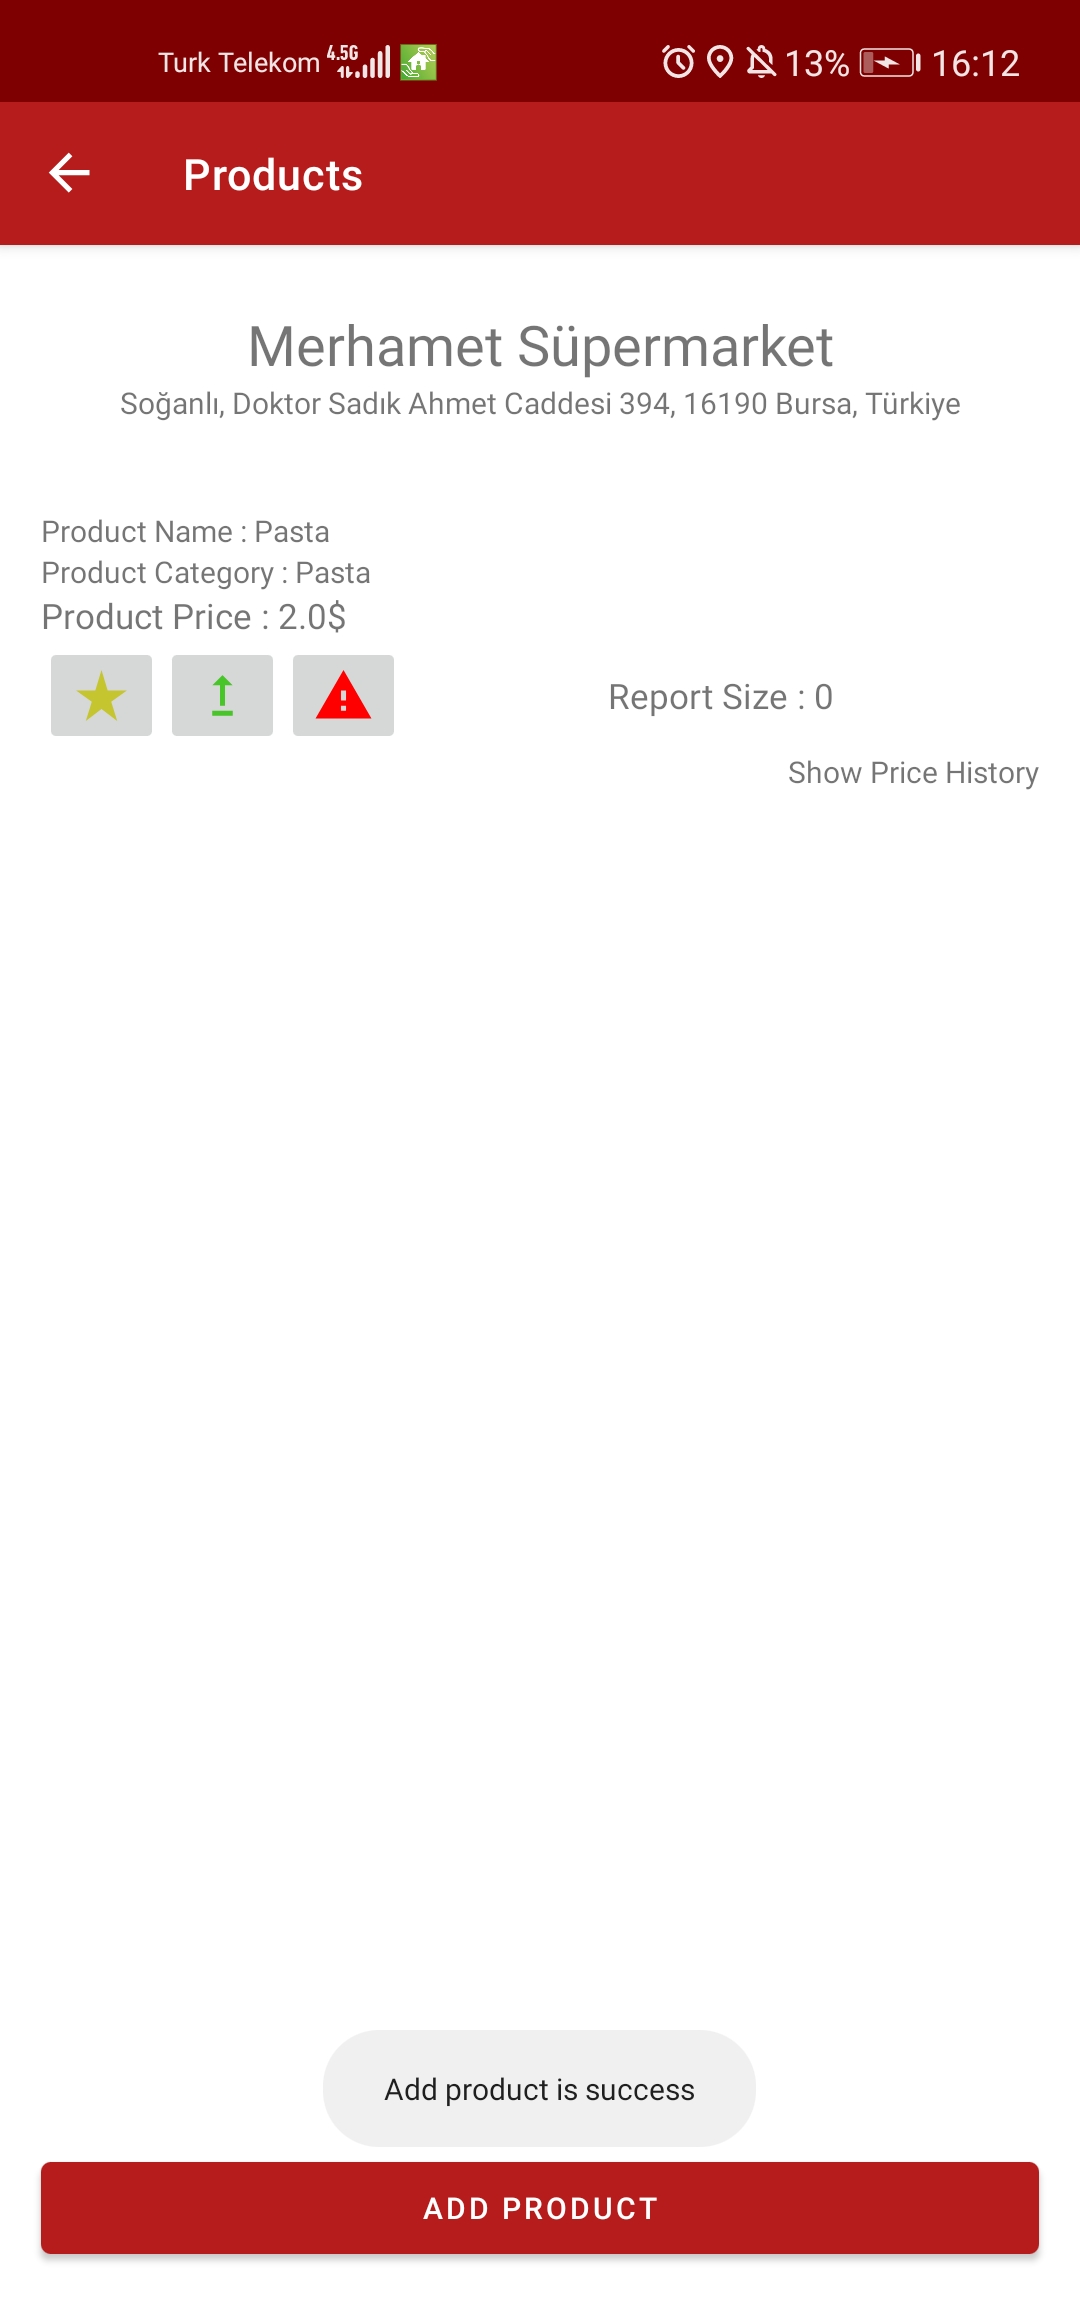 Turk Telekom 4.5G 13% 16:12
Products
Merhamet Süpermarket
Soğanlı, Doktor Sadık Ahmet Caddesi 394, 16190 Bursa, Türkiye
Product Name : Pasta
Product Category : Pasta
Product Price : 2.0$
Report Size : 0
Show Price History
Add product is success
ADD PRODUCT